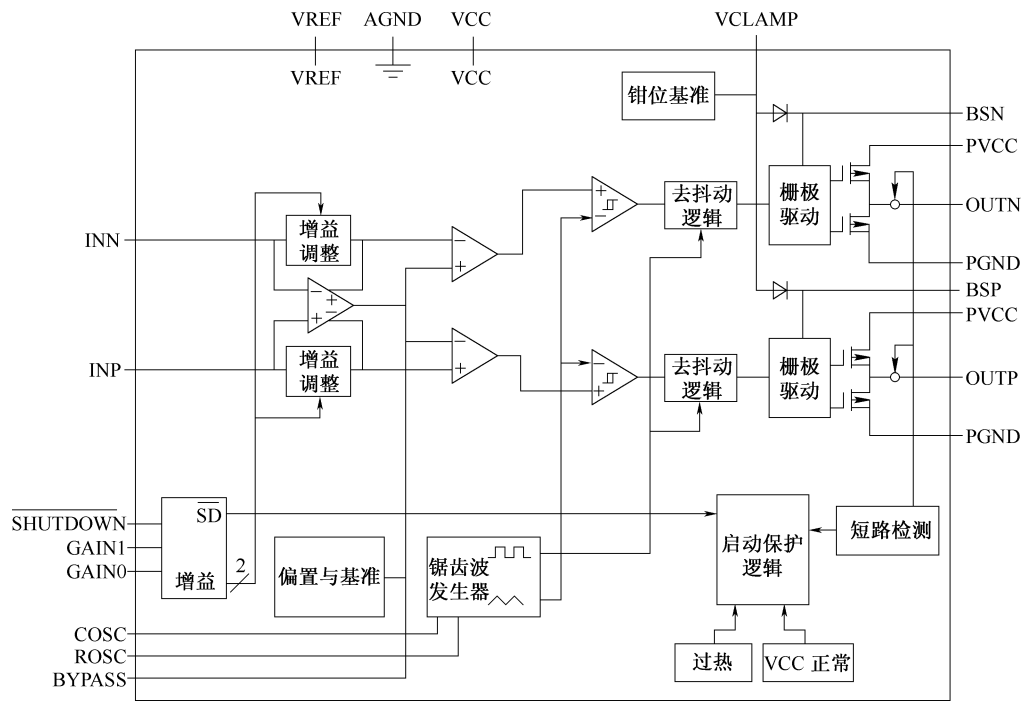 VREF AGND VCC VCLAMP
VREF VCC
钳位基准
BSN
PVCC
去抖动
逻辑
栅极
驱动
OUTN
INN
增益
调整
PGND
BSP
PVCC
INP
增益
调整
去抖动
逻辑
栅极
驱动
OUTP
PGND
SHUTDOWN
SD
GAIN1
GAIN0
增益
2
偏置与基准
锯齿波
发生器
启动保护
逻辑
短路检测
COSC
ROSC
BYPASS
过热
VCC 正常